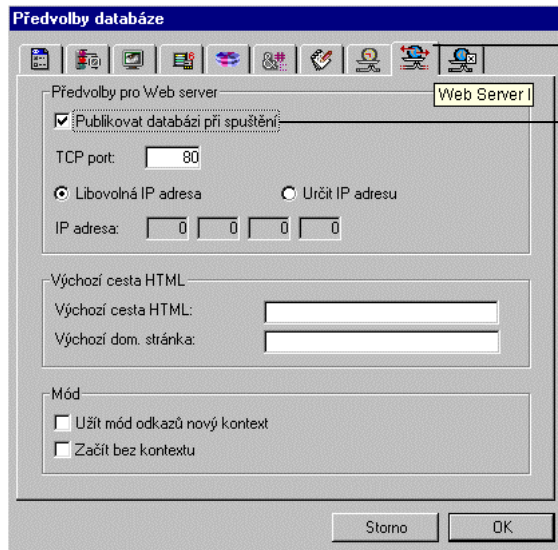 Předvolby databáze
&#
Web Server I
Předvolby pro Web server
Publikovat databázi při spuštění
TCP port: 80
Libovolná IP adresa Určit IP adresu
IP adresa: 0 0 0 0
Výchozí cesta HTML
Výchozí cesta HTML:
Výchozí dom. stránka:
Mód
Užít mód odkazů nový kontext
Začít bez kontextu
Storno OK